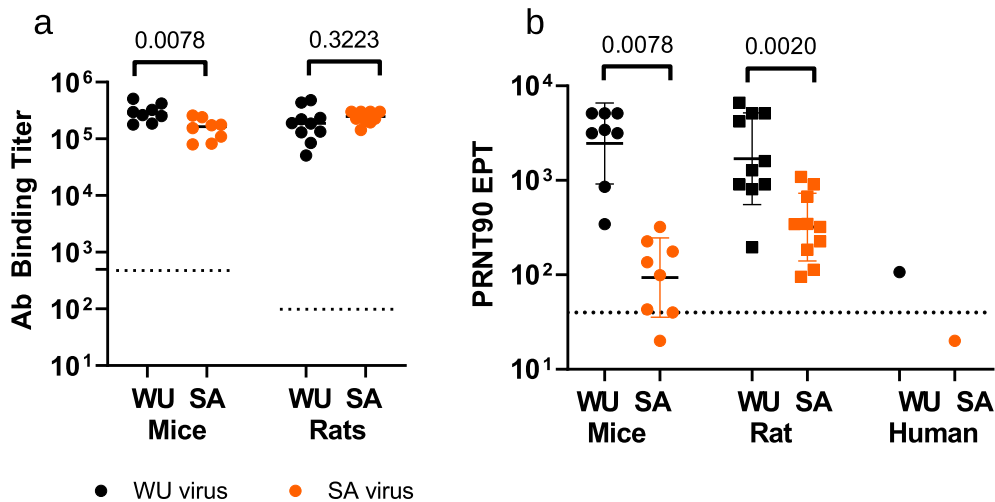 a
0.0078 0.3223
Ab Binding Titer
10⁶
10⁵
10⁴
10³
10²
10¹
WU SA WU SA
Mice Rats
b
0.0078 0.0020
PRNT90 EPT
10⁴
10³
10²
10¹
WU SA WU SA WU SA
Mice Rat Human
WU virus SA virus